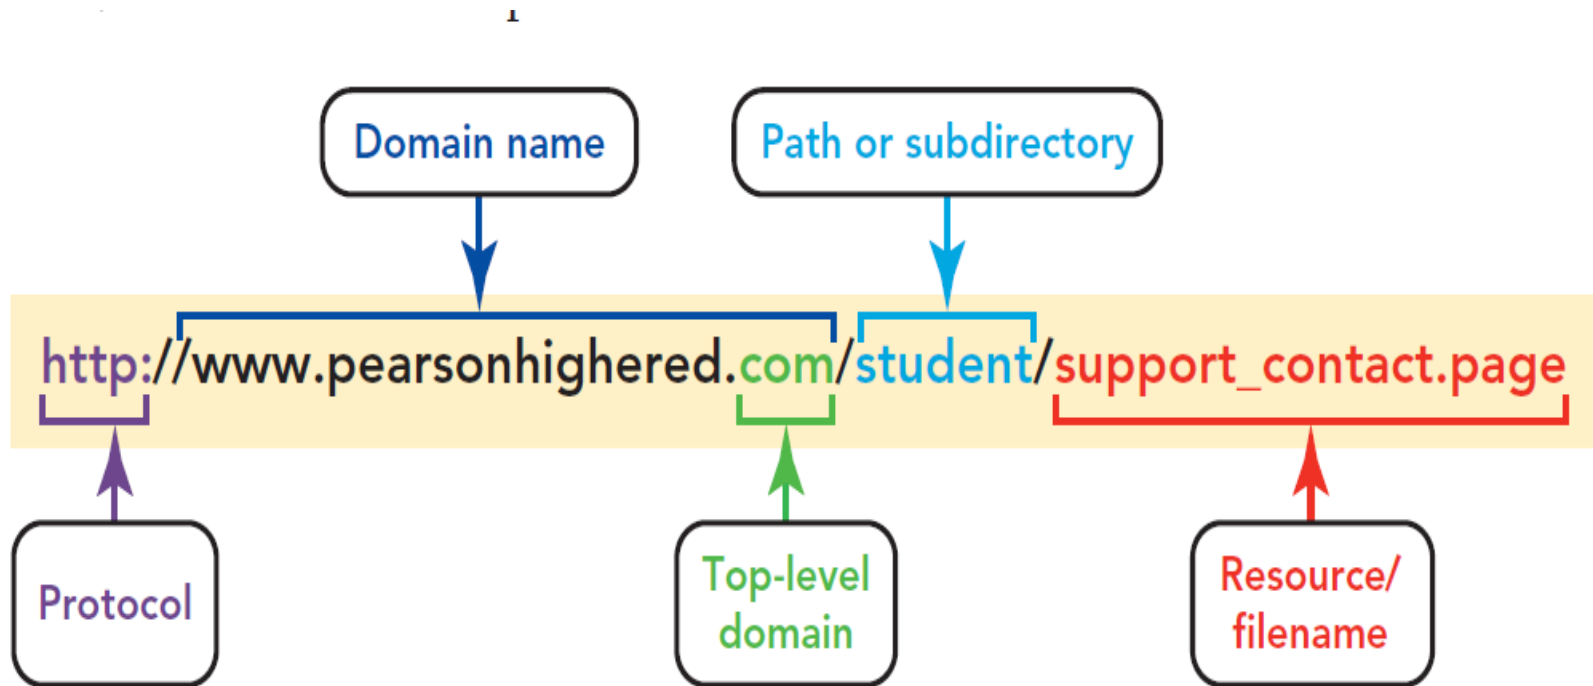 Domain name
Path or subdirectory
http://www.pearsonhighered.com/student/support_contact.page
Protocol
Top-level
domain
Resource/
filename